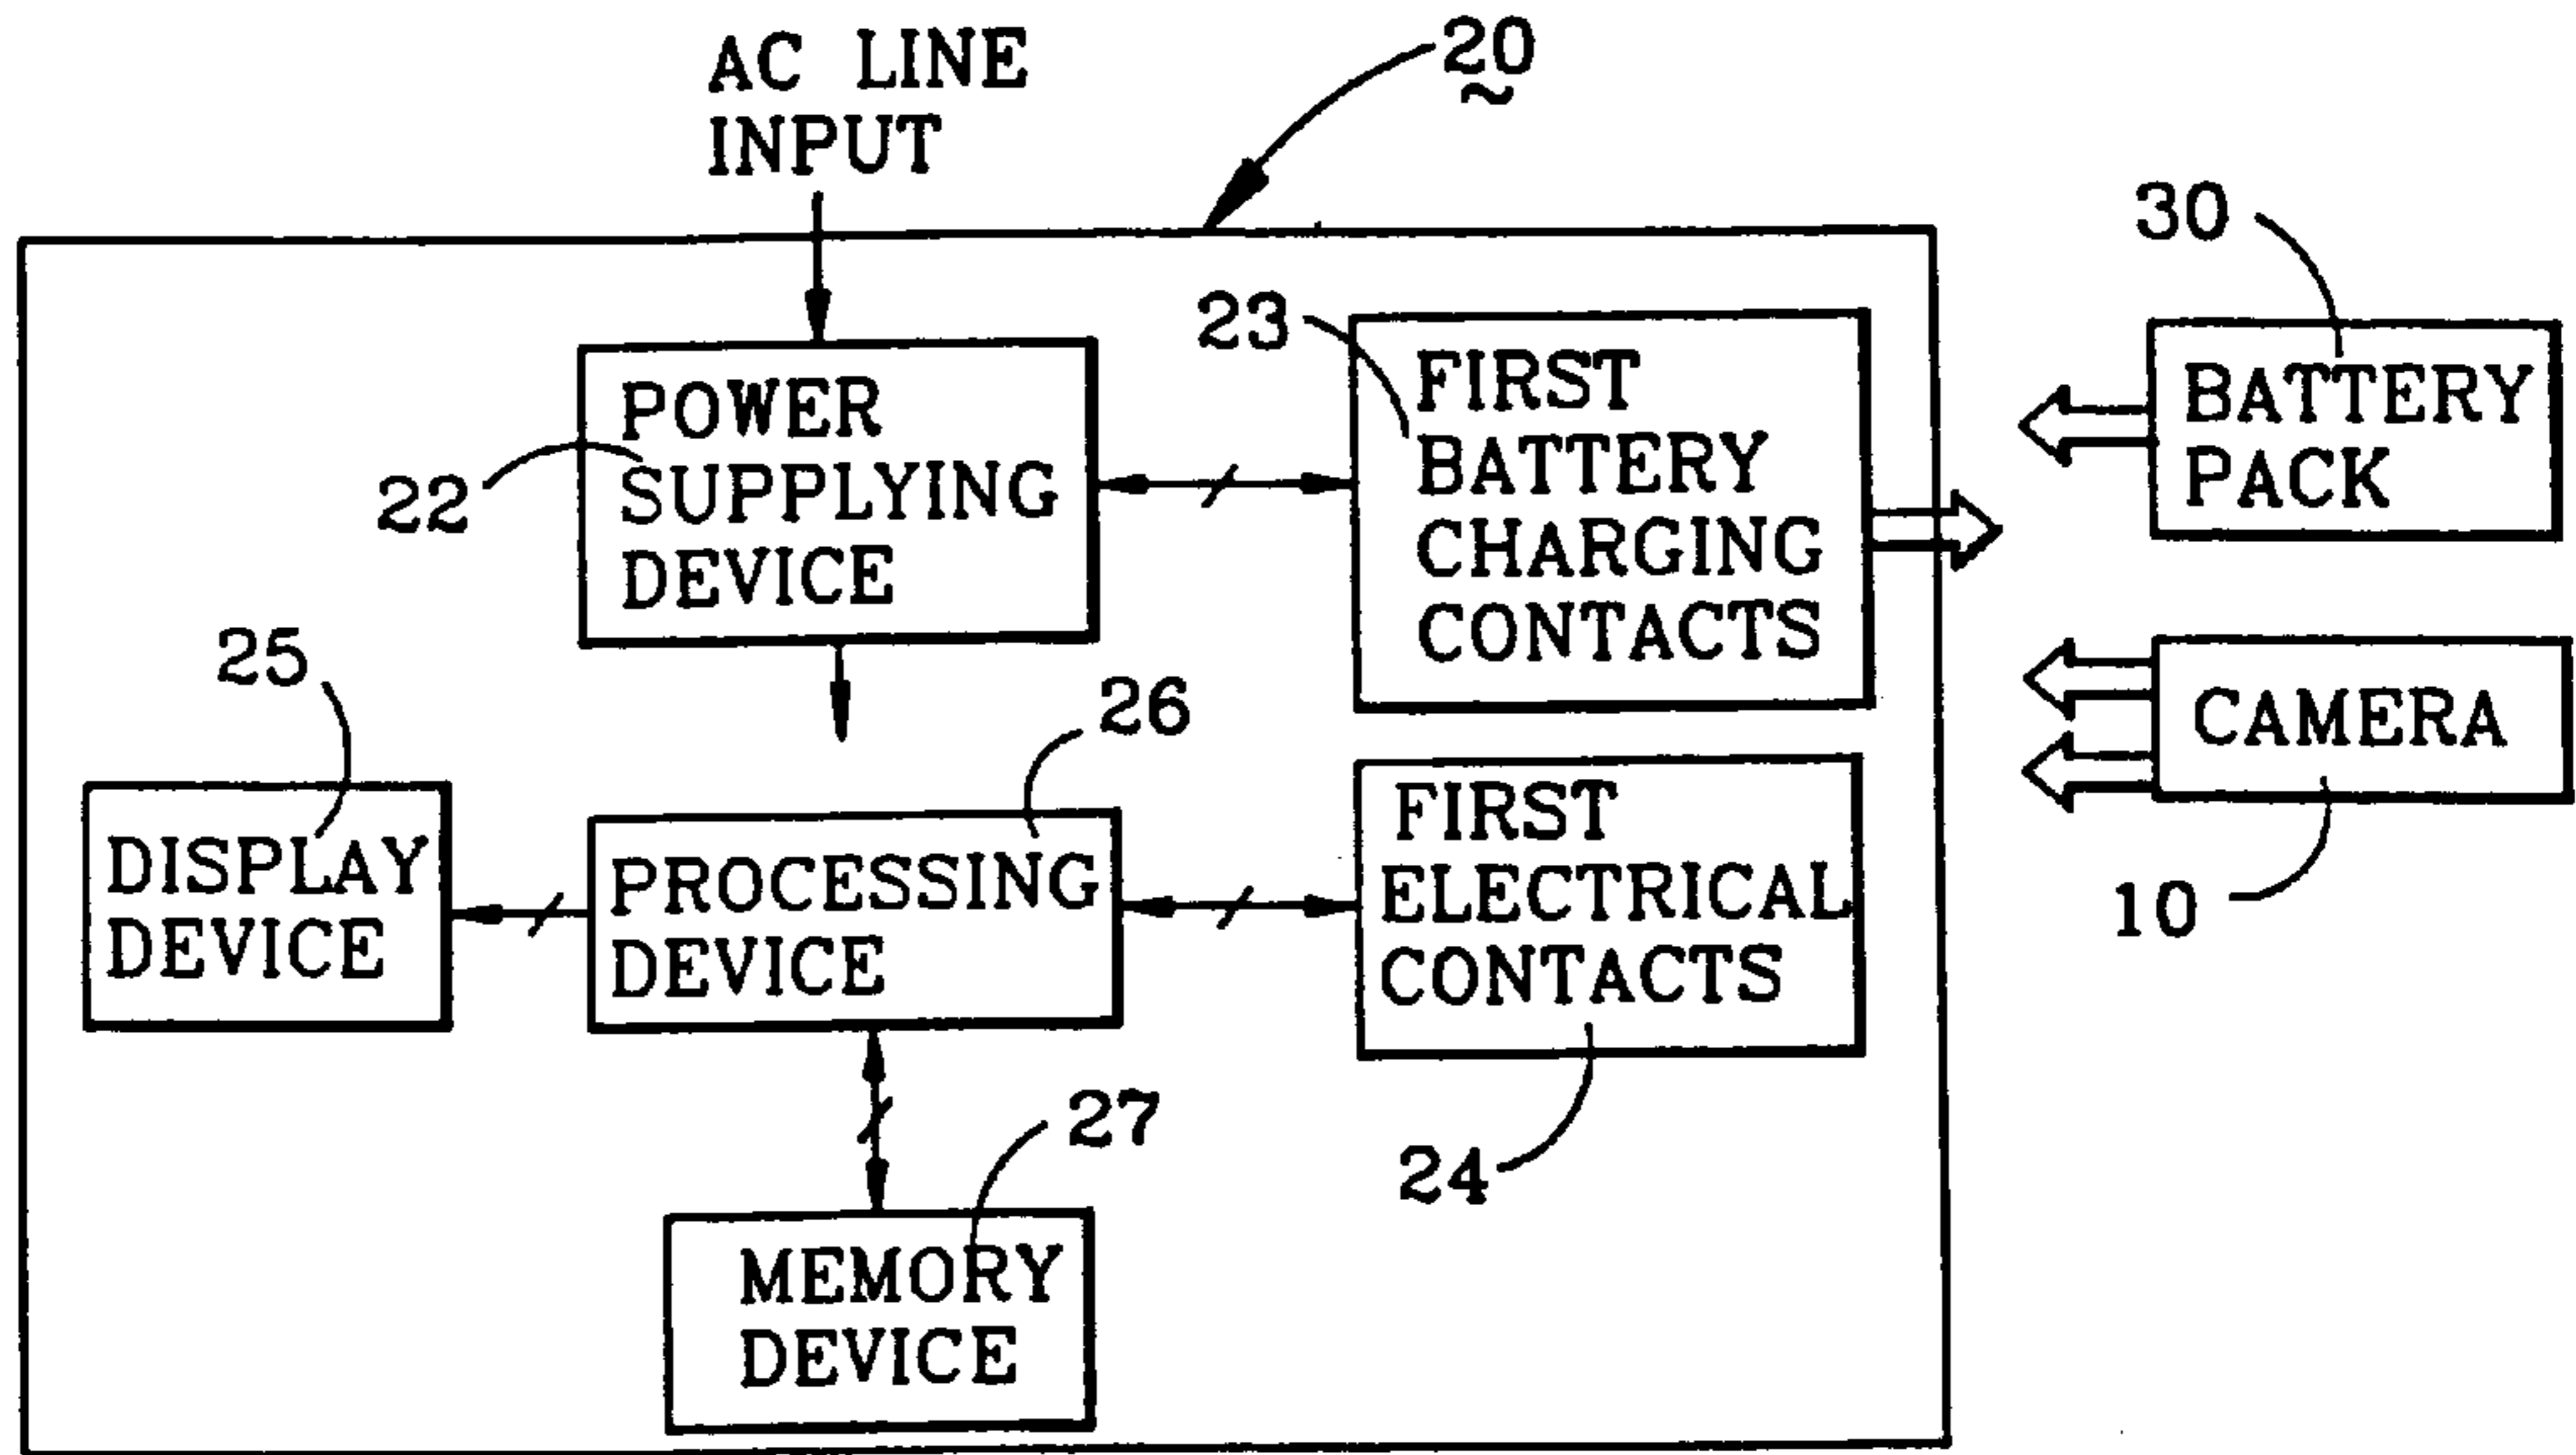 AC LINE
INPUT
20
30
23
FIRST
BATTERY
CHARGING
CONTACTS
BATTERY
PACK
POWER
SUPPLYING
DEVICE
22
25
26
CAMERA
10
DISPLAY
DEVICE
PROCESSING
DEVICE
FIRST
ELECTRICAL
CONTACTS
27
24
MEMORY
DEVICE